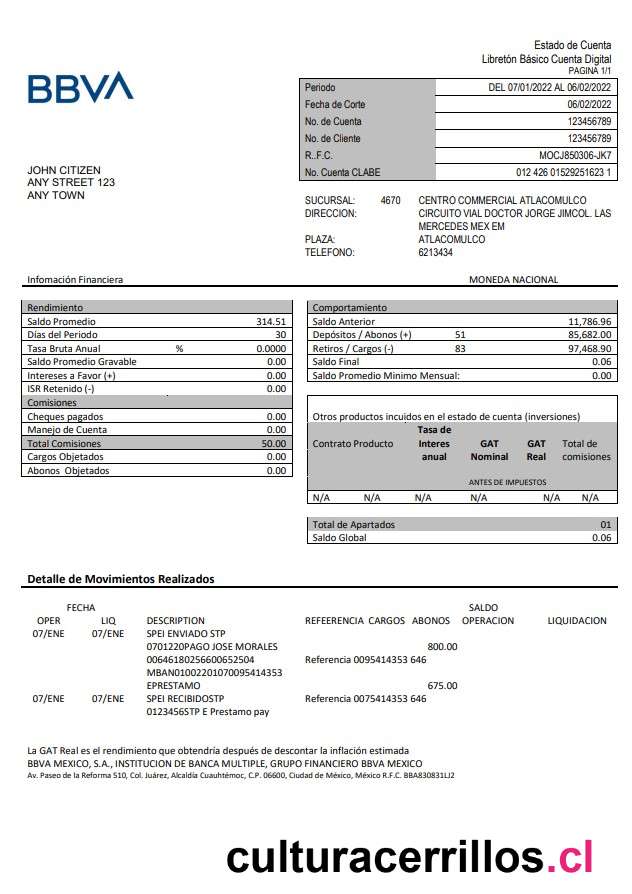 Estado de Cuenta
Libretón Básico Cuenta Digital
PAGINA 1/1
BBVA
Periodo DEL 07/01/2022 AL 06/02/2022
Fecha de Corte 06/02/2022
No. de Cuenta 123456789
No. de Cliente 123456789
R..F.C. MOCJ850306-JK7
No. Cuenta CLABE 012 426 01529251623 1
JOHN CITIZEN
ANY STREET 123
ANY TOWN
SUCURSAL: 4670 CENTRO COMMERCIAL ATLACOMULCO
DIRECCION: CIRCUITO VIAL DOCTOR JORGE JIMCOL. LAS
MERCEDES MEX EM
PLAZA: ATLACOMULCO
TELEFONO: 6213434
Infomación Financiera MONEDA NACIONAL
Rendimiento
Saldo Promedio 314.51
Días del Periodo 30
Tasa Bruta Anual % 0.0000
Saldo Promedio Gravable 0.00
Intereses a Favor (+) 0.00
ISR Retenido (-) 0.00
Comisiones
Cheques pagados 0.00
Manejo de Cuenta 0.00
Total Comisiones 50.00
Cargos Objetados 0.00
Abonos Objetados 0.00
Comportamiento
Saldo Anterior 11,786.96
Depósitos / Abonos (+) 51 85,682.00
Retiros / Cargos (-) 83 97,468.90
Saldo Final 0.06
Saldo Promedio Minimo Mensual: 0.00
Otros productos incuidos en el estado de cuenta (inversiones)
Contrato Producto Tasa de Interes anual GAT Nominal GAT Real Total de comisiones
ANTES DE IMPUESTOS
N/A N/A N/A N/A N/A N/A
Total de Apartados 01
Saldo Global 0.06
Detalle de Movimientos Realizados
FECHA SALDO
OPER LIQ DESCRIPTION REFEERENCIA CARGOS ABONOS OPERACION LIQUIDACION
07/ENE 07/ENE SPEI ENVIADO STP
0701220PAGO JOSE MORALES 800.00
00646180256600652504 Referencia 0095414353 646
MBAN01002201070095414353
EPRESTAMO 675.00
07/ENE 07/ENE SPEI RECIBIDOSTP Referencia 0075414353 646
0123456STP E Prestamo pay
La GAT Real es el rendimiento que obtendría después de descontar la inflación estimada
BBVA MEXICO, S.A., INSTITUCION DE BANCA MULTIPLE, GRUPO FINANCIERO BBVA MEXICO
Av. Paseo de la Reforma 510, Col. Juárez, Alcaldía Cuauhtémoc, C.P. 06600, Ciudad de México, México R.F.C. BBA830831LJ2
culturacerrillos.cl